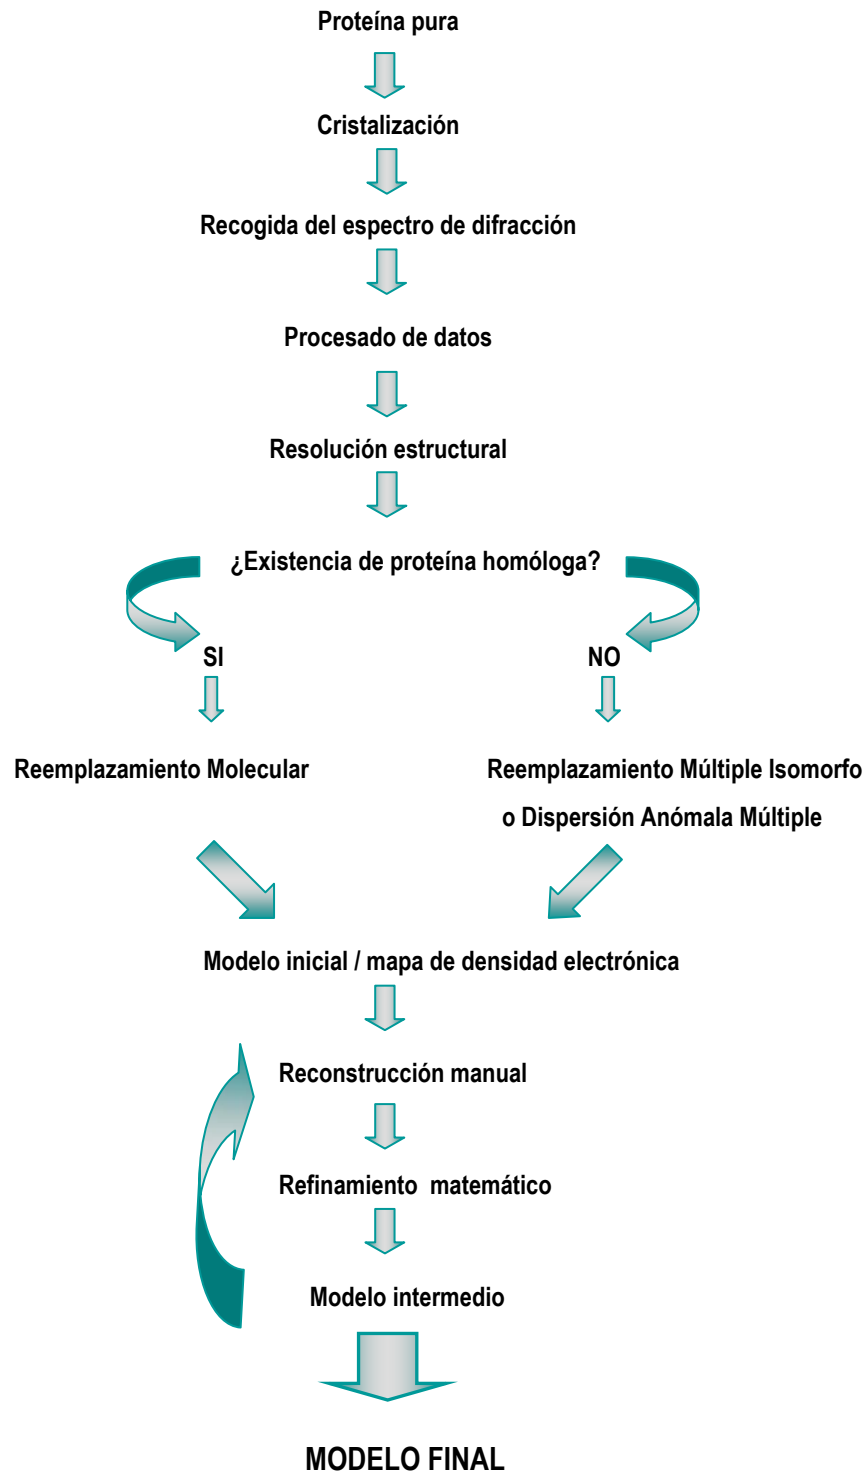 Proteína pura
Cristalización
Recogida del espectro de difracción
Procesado de datos
Resolución estructural
¿Existencia de proteína homóloga?
SI
NO
Reemplazamiento Molecular
Reemplazamiento Múltiple Isomorfo
o Dispersión Anómala Múltiple
Modelo inicial / mapa de densidad electrónica
Reconstrucción manual
Refinamiento matemático
Modelo intermedio
MODELO FINAL